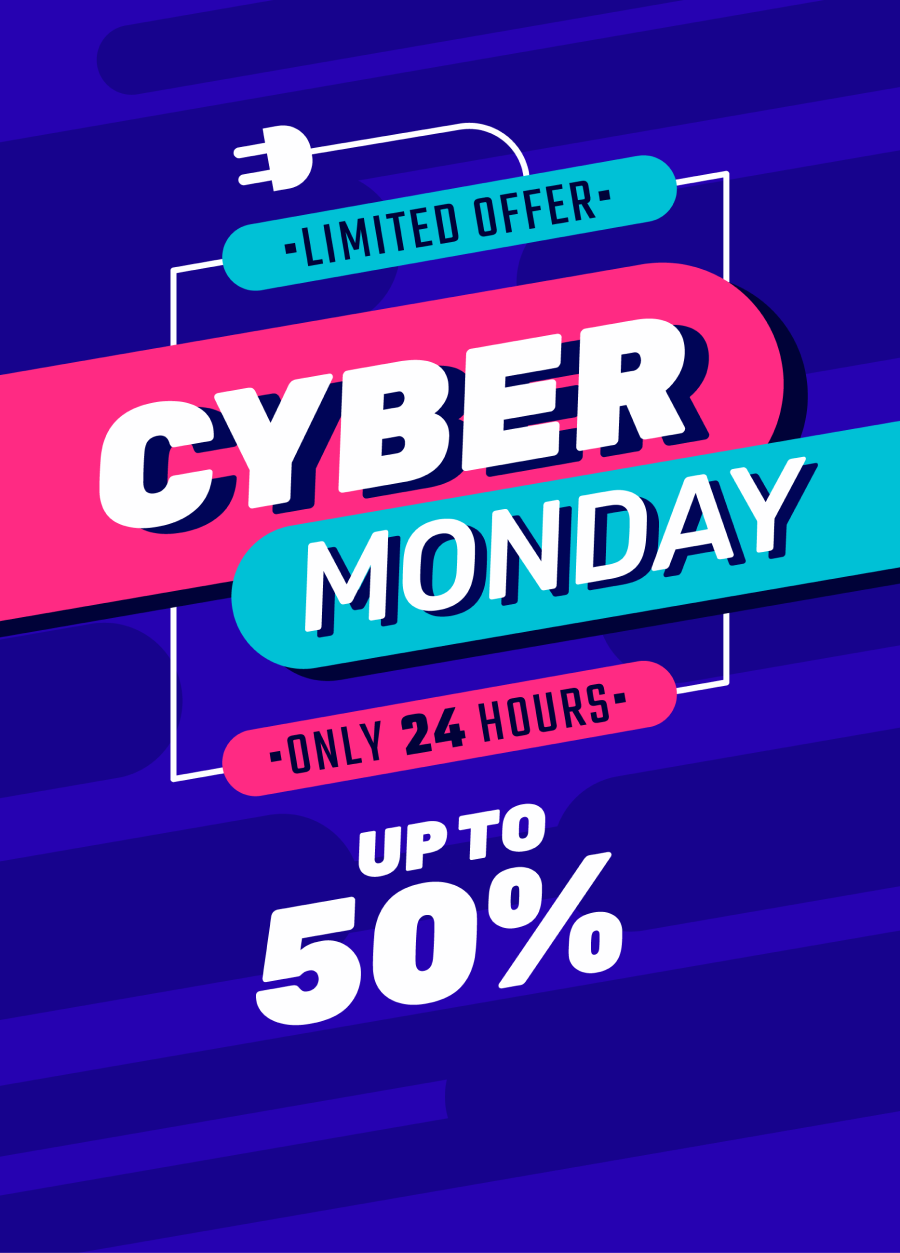 ·LIMITED OFFER·
CYBER
MONDAY
·ONLY 24 HOURS·
UP TO
50%